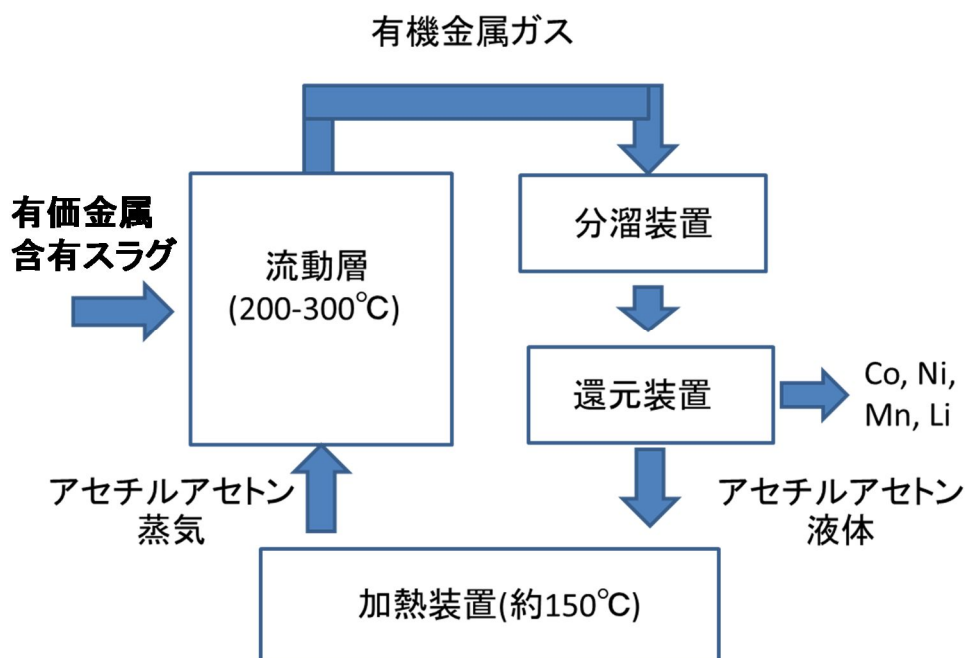 有機金属ガス
有価金属
含有スラグ
流動層
(200-300℃)
分溜装置
還元装置
Co, Ni,
Mn, Li
アセチルアセトン
蒸気
アセチルアセトン
液体
加熱装置(約150℃)